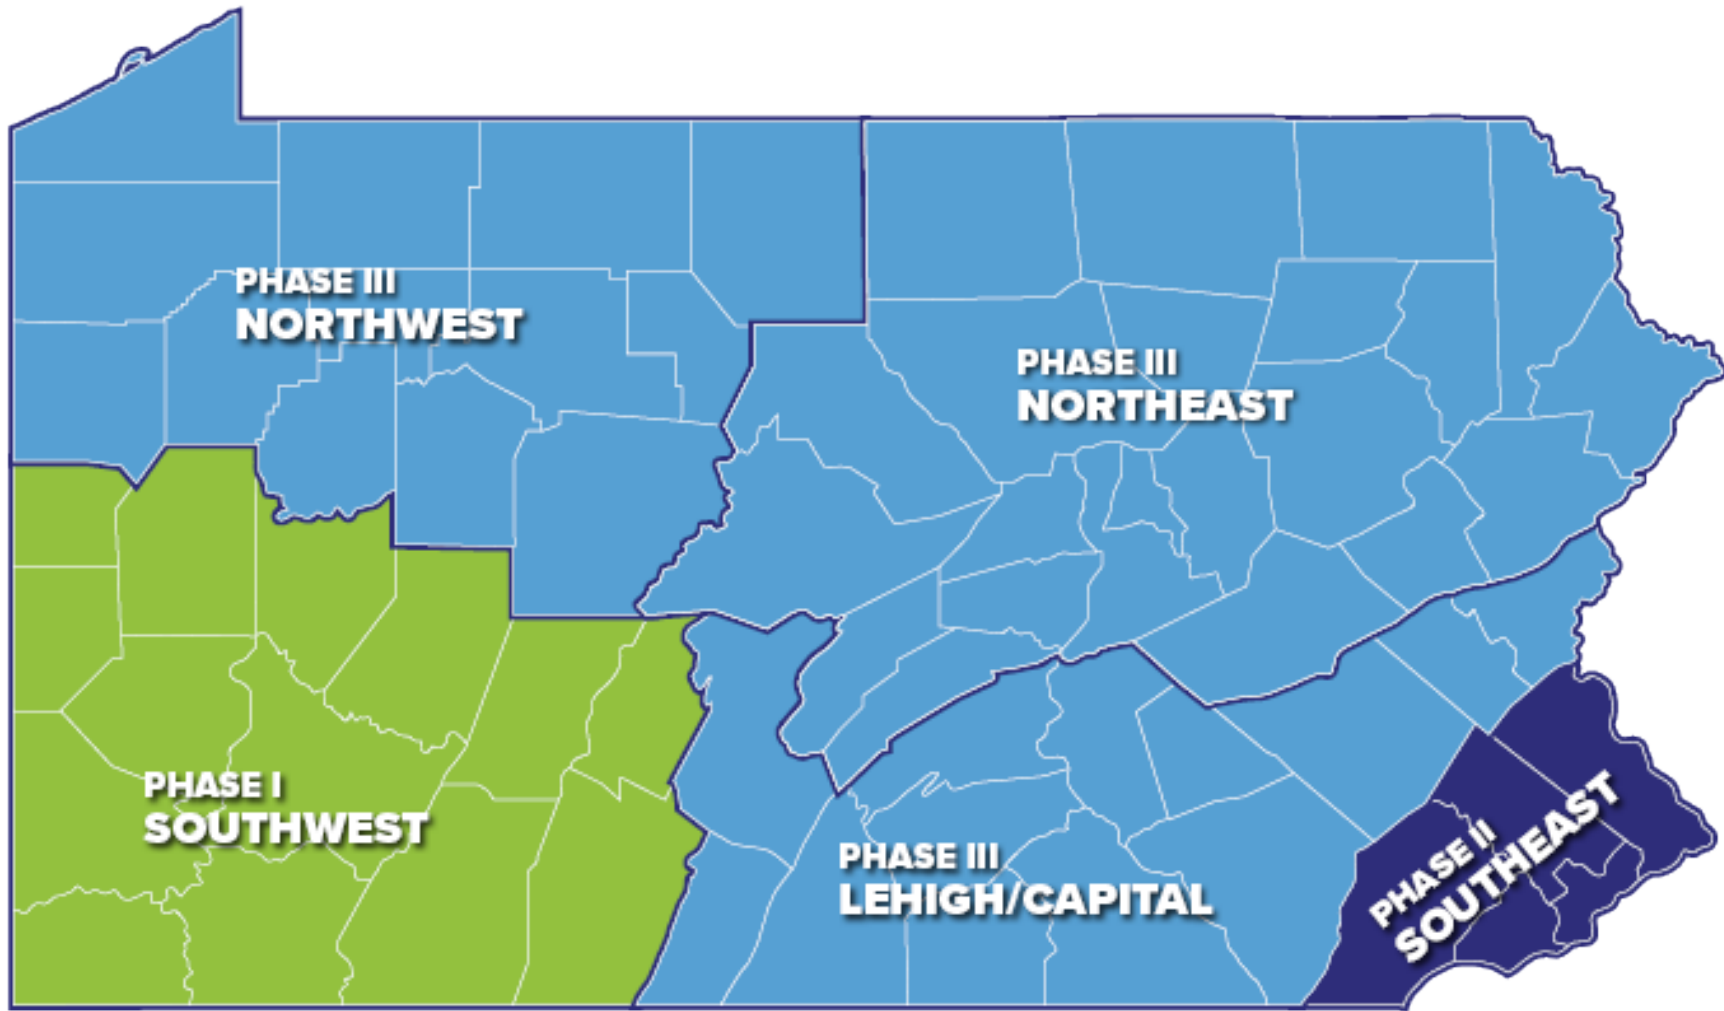 PHASE III
NORTHWEST
PHASE III
NORTHEAST
PHASE I
SOUTHWEST
PHASE III
LEHIGH/CAPITAL
PHASE II
SOUTHEAST